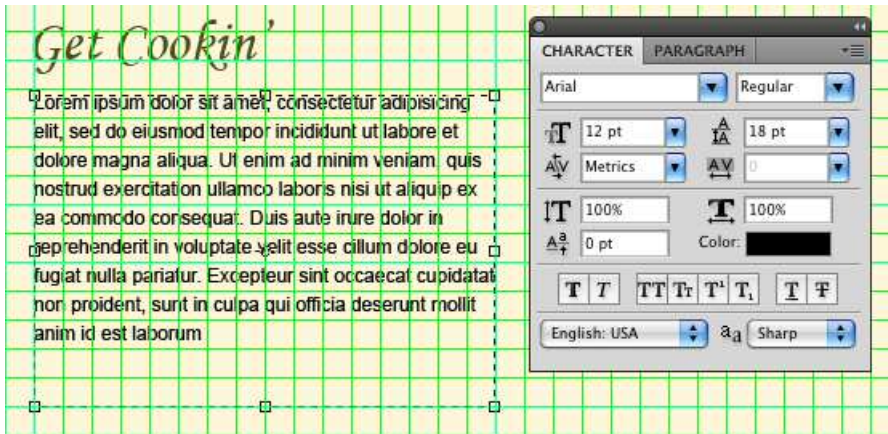 Get Cookin'
Lorem ipsum dolor sit amet, consectetur adipisicing
elit, sed do eiusmod tempor incididunt ut labore et
dolore magna aliqua. Ut enim ad minim veniam, quis
nostrud exercitation ullamco laboris nisi ut aliquip ex
ea commodo consequat. Duis aute irure dolor in
reprehenderit in voluptate velit esse cillum dolore eu
fugiat nulla pariatur. Excepteur sint occaecat cupidatat
non proident, sunt in culpa qui officia deserunt mollit
anim id est laborum
CHARACTER PARAGRAPH
Arial Regular
12 pt 18 pt
Metrics 0
100% 100%
0 pt Color:
T T TT Tr T¹ T₁ T T
English: USA aa Sharp